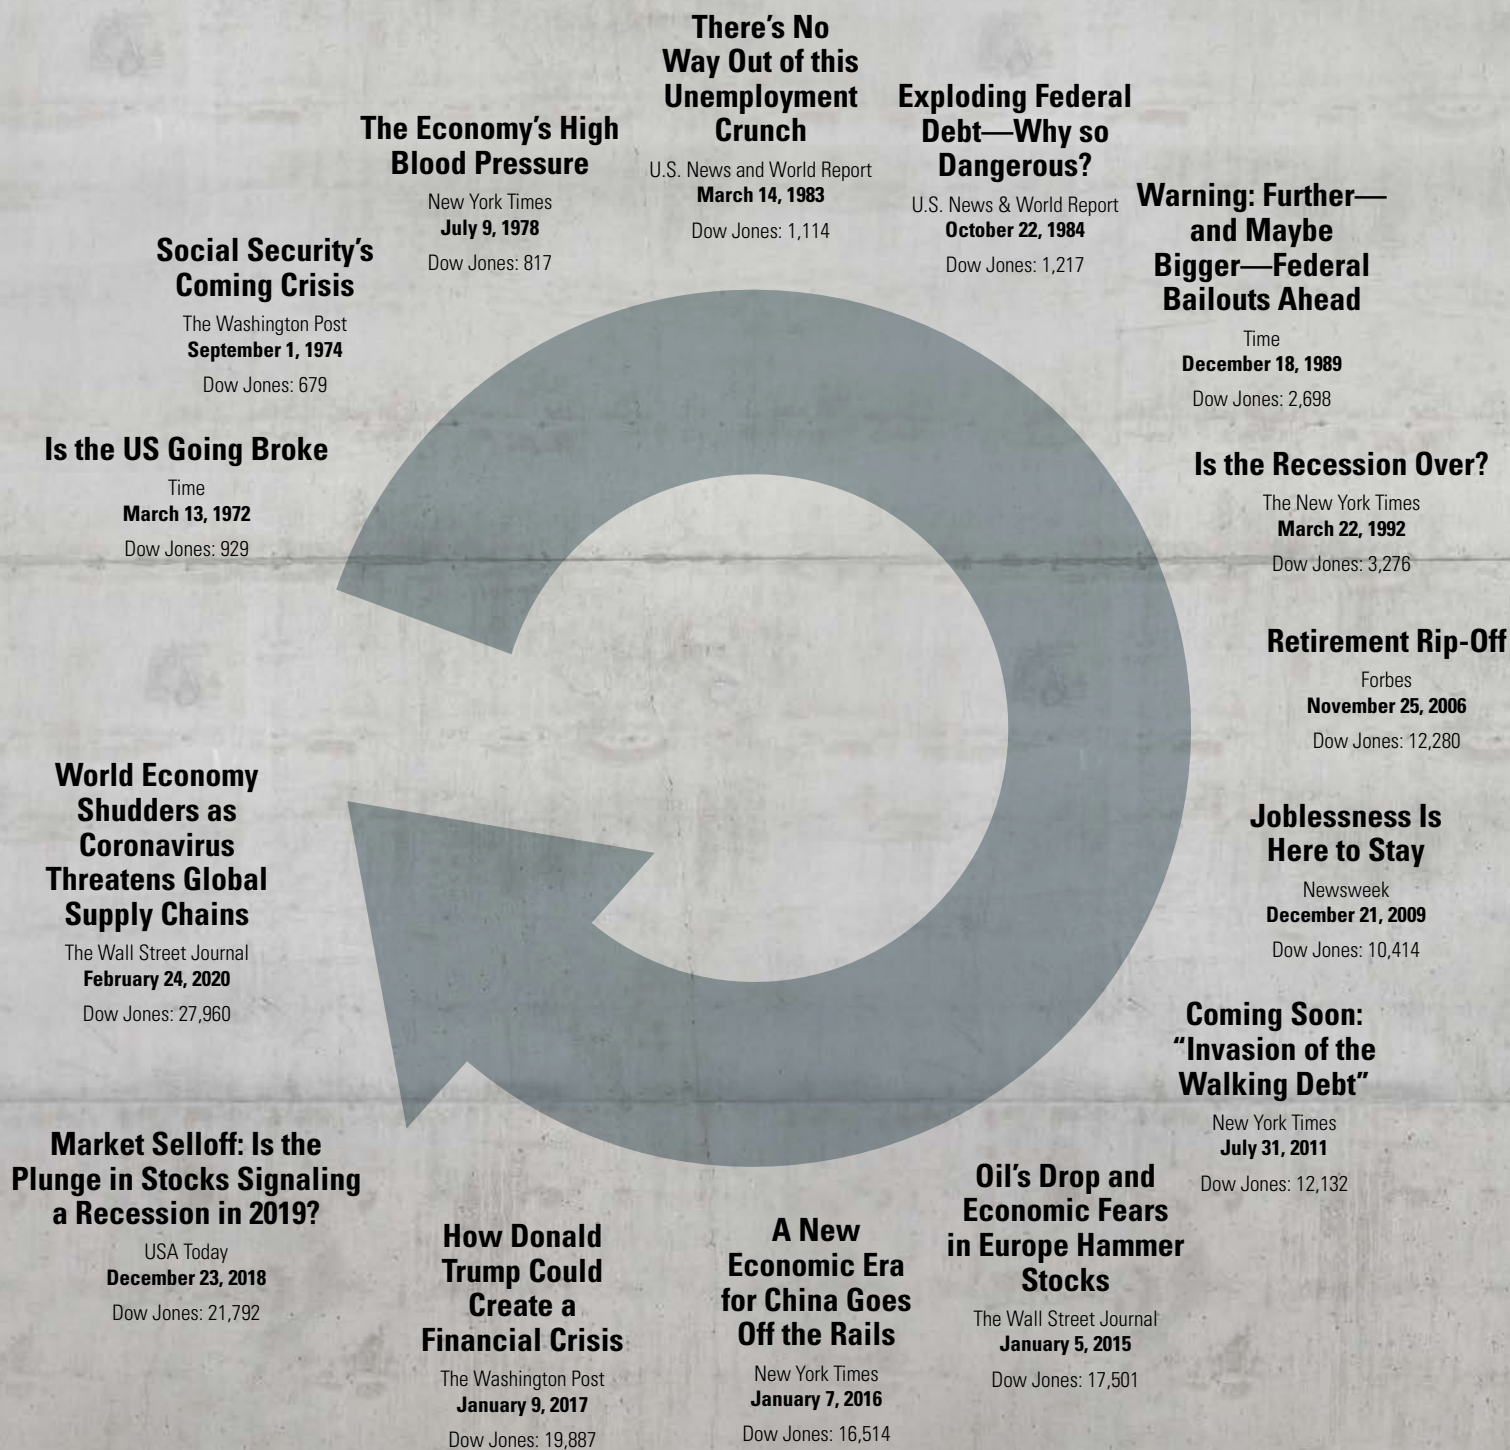 Is the US Going Broke
Time
March 13, 1972
Dow Jones: 929
Social Security's
Coming Crisis
The Washington Post
September 1, 1974
Dow Jones: 679
The Economy's High
Blood Pressure
New York Times
July 9, 1978
Dow Jones: 817
There's No
Way Out of this
Unemployment
Crunch
U.S. News and World Report
March 14, 1983
Dow Jones: 1,114
Exploding Federal
Debt—Why so
Dangerous?
U.S. News & World Report
October 22, 1984
Dow Jones: 1,217
Warning: Further—
and Maybe
Bigger—Federal
Bailouts Ahead
Time
December 18, 1989
Dow Jones: 2,698
Is the Recession Over?
The New York Times
March 22, 1992
Dow Jones: 3,276
Retirement Rip-Off
Forbes
November 25, 2006
Dow Jones: 12,280
Joblessness Is
Here to Stay
Newsweek
December 21, 2009
Dow Jones: 10,414
Coming Soon:
“Invasion of the
Walking Debt”
New York Times
July 31, 2011
Dow Jones: 12,132
Oil's Drop and
Economic Fears
in Europe Hammer
Stocks
The Wall Street Journal
January 5, 2015
Dow Jones: 17,501
A New
Economic Era
for China Goes
Off the Rails
New York Times
January 7, 2016
Dow Jones: 16,514
How Donald
Trump Could
Create a
Financial Crisis
The Washington Post
January 9, 2017
Dow Jones: 19,887
Market Selloff: Is the
Plunge in Stocks Signaling
a Recession in 2019?
USA Today
December 23, 2018
Dow Jones: 21,792
World Economy
Shudders as
Coronavirus
Threatens Global
Supply Chains
The Wall Street Journal
February 24, 2020
Dow Jones: 27,960